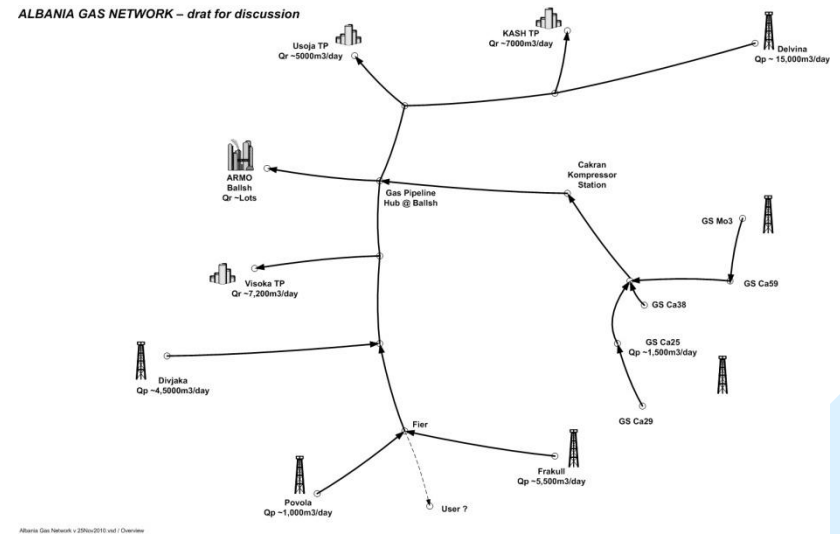 ALBANIA GAS NETWORK – drat for discussion
Usoja TP
Qr ~5000m3/day
KASH TP
Qr ~7000m3/day
Delvina
Qp ~ 15,000m3/day
ARMO
Ballsh
Qr ~Lots
Gas Pipeline
Hub @ Ballsh
Cakran
Kompressor
Station
GS Mo3
GS Ca59
Visoka TP
Qr ~7,200m3/day
GS Ca38
GS Ca25
Qp ~1,500m3/day
Divjaka
Qp ~4,5000m3/day
GS Ca29
Fier
Frakull
Qp ~5,500m3/day
Povola
Qp ~1,000m3/day
User ?
Albania Gas Network v.25Nov2010.vsd / Overview